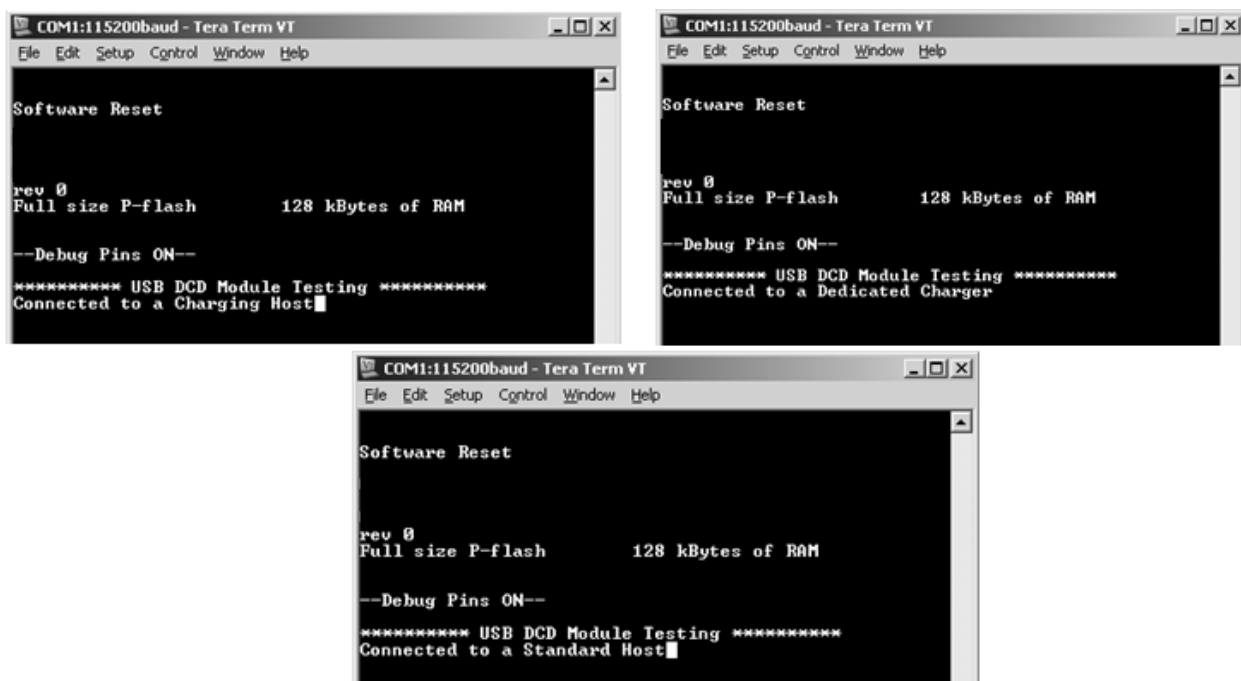 COM1:115200baud - Tera Term VT
File Edit Setup Control Window Help
Software Reset
rev 0
Full size P-flash 128 kBytes of RAM
--Debug Pins ON--
********** USB DCD Module Testing **********
Connected to a Charging Host
COM1:115200baud - Tera Term VT
File Edit Setup Control Window Help
Software Reset
rev 0
Full size P-flash 128 kBytes of RAM
--Debug Pins ON--
********** USB DCD Module Testing **********
Connected to a Dedicated Charger
COM1:115200baud - Tera Term VT
File Edit Setup Control Window Help
Software Reset
rev 0
Full size P-flash 128 kBytes of RAM
--Debug Pins ON--
********** USB DCD Module Testing **********
Connected to a Standard Host